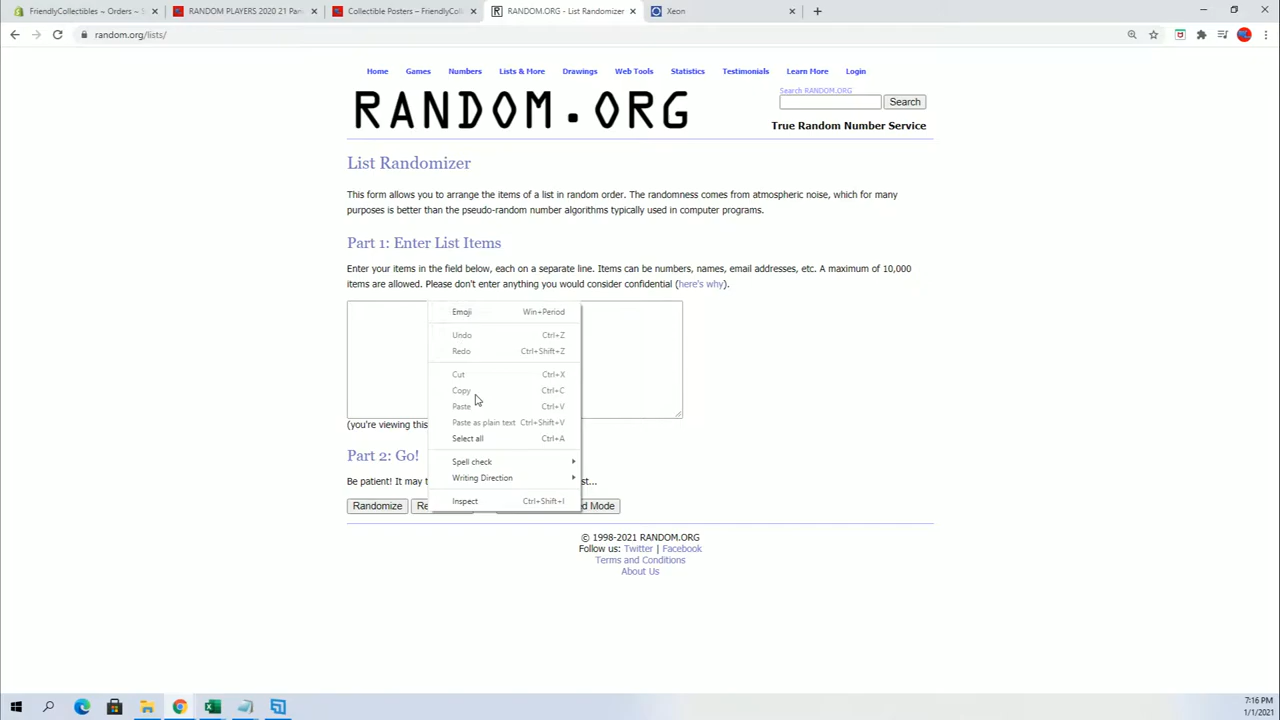 FriendlyCollectibles ~ Orders ~ S
RANDOM PLAYERS 2020 21 Pan
Collectible Posters – FriendlyColl
RANDOM.ORG - List Randomizer
Xeon
random.org/lists/
Home Games Numbers Lists & More Drawings Web Tools Statistics Testimonials Learn More Login
RANDOM.ORG
Search RANDOM.ORG
Search
True Random Number Service
List Randomizer
This form allows you to arrange the items of a list in random order. The randomness comes from atmospheric noise, which for many
purposes is better than the pseudo-random number algorithms typically used in computer programs.
Part 1: Enter List Items
Enter your items in the field below, each on a separate line. Items can be numbers, names, email addresses, etc. A maximum of 10,000
items are allowed. Please don't enter anything you would consider confidential (here's why).
Emoji Win+Period
Undo Ctrl+Z
Redo Ctrl+Shift+Z
Cut Ctrl+X
Copy Ctrl+C
Paste Ctrl+V
Paste as plain text Ctrl+Shift+V
Select all Ctrl+A
Spell check
Writing Direction
Inspect Ctrl+Shift+I
(you're viewing this
Part 2: Go!
Be patient! It may t st...
Randomize Re d Mode
© 1998-2021 RANDOM.ORG
Follow us: Twitter | Facebook
Terms and Conditions
About Us
7:16 PM
1/1/2021